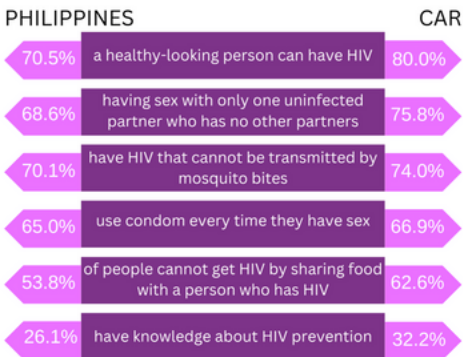 PHILIPPINES CAR
70.5% a healthy-looking person can have HIV 80.0%
having sex with only one uninfected
68.6% partner who has no other partners 75.8%
70.1% have HIV that cannot be transmitted by 74.0%
mosquito bites
65.0% use condom every time they have sex 66.9%
53.8% of people cannot get HIV by sharing food 62.6%
with a person who has HIV
26.1% have knowledge about HIV prevention 32.2%